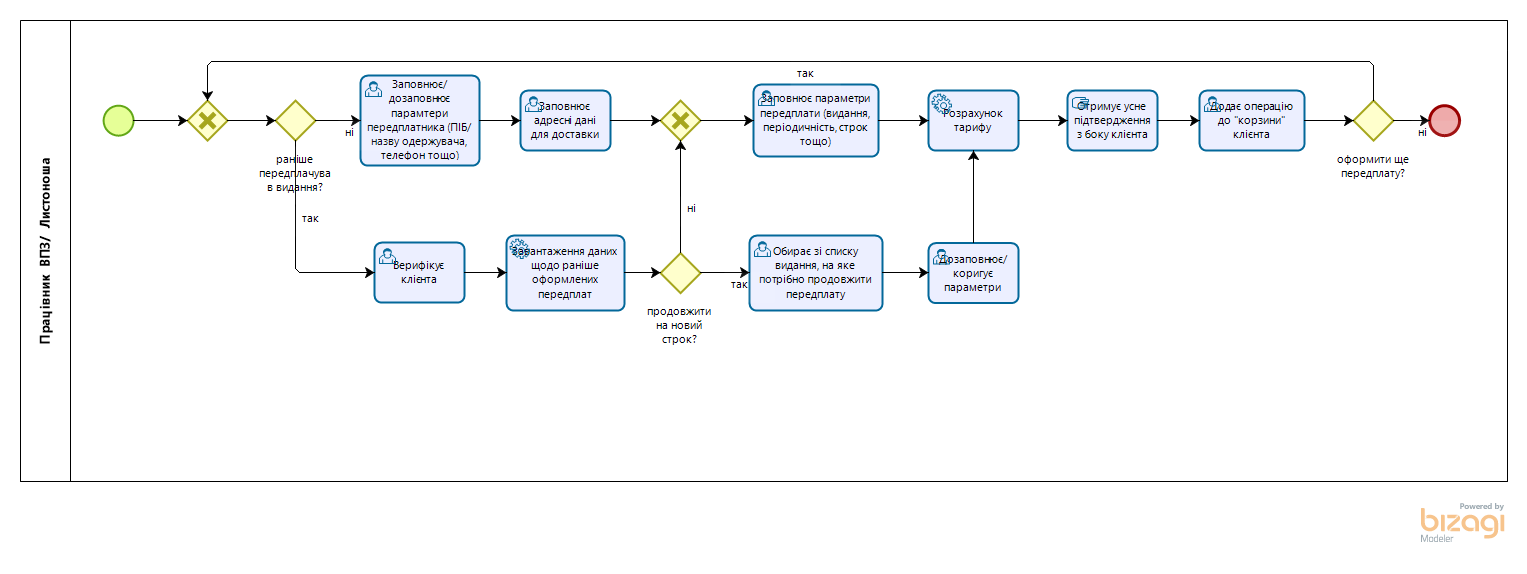 Працівник ВПЗ/ Листоноша
так
Заповнює/
дозаповнює
парамтери
передплатника (ПІБ/
назву одержувача,
телефон тощо)
Заповнює
адресні дані
для доставки
Заповнює параметри
передплати (видання,
періодичність, строк
тощо)
Розрахунок
тарифу
Отримує усне
підтвердження
з боку клієнта
Додає операцію
до "корзини"
клієнта
ні
ні
раніше
передплачува
в видання?
оформити ще
передплату?
так
ні
Верифікує
клієнта
Завантаження даних
щодо раніше
оформлених
передплат
так
Обирає зі списку
видання, на яке
потрібно продовжити
передплату
Дозаповнює/
коригує
параметри
продовжити
на новий
строк?
Powered by
bizagi
Modeler